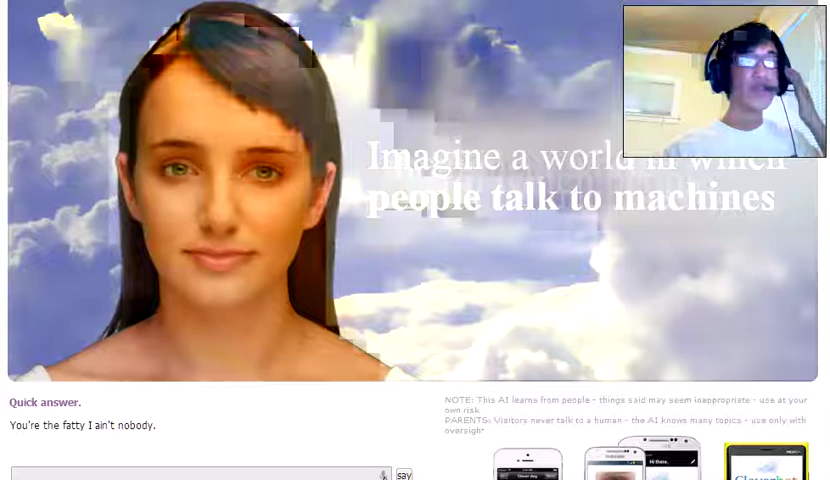 Imagine a world in which
people talk to machines
Quick answer.
You're the fatty I ain't nobody.
NOTE: This AI learns from people - things said may seem inappropriate - use at your
own risk
PARENTS: Visitors never talk to a human - the AI knows many topics - use only with
oversight
say
Hi there.
NOKIA
Cleverbot